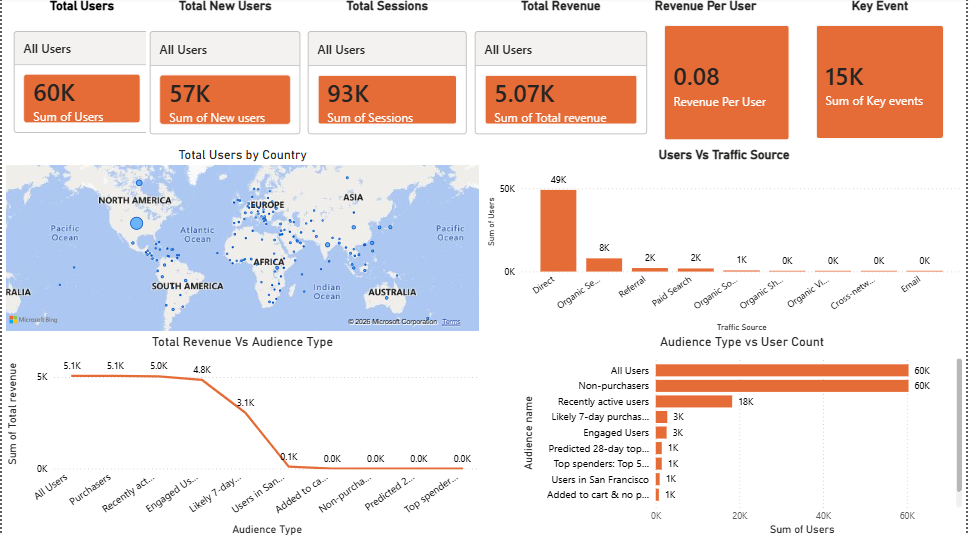 Total Users
Total New Users
Total Sessions
Total Revenue
Revenue Per User
Key Event
All Users
60K
Sum of Users
All Users
57K
Sum of New users
All Users
93K
Sum of Sessions
All Users
5.07K
Sum of Total revenue
0.08
Revenue Per User
15K
Sum of Key events
Total Users by Country
NORTH AMERICA
EUROPE
ASIA
Pacific
Ocean
Atlantic
Ocean
Pacific
Ocean
AFRICA
SOUTH AMERICA
Indian
Ocean
RALIA
AUSTRALIA
Microsoft Bing
© 2026 Microsoft Corporation Terms
Users Vs Traffic Source
Sum of Users
50K
0K
49K
8K
2K
2K
1K
0K
0K
0K
0K
Direct
Organic Se...
Referral
Paid Search
Organic So...
Organic Sh...
Organic Vi...
Cross-netw...
Email
Traffic Source
Total Revenue Vs Audience Type
Sum of Total revenue
5K
0K
5.1K
5.1K
5.0K
4.8K
3.1K
0.1K
0.0K
0.0K
0.0K
0.0K
All Users
Purchasers
Recently act...
Engaged Us...
Likely 7-day...
Users in San...
Added to ca...
Non-purcha...
Predicted 2...
Top spender...
Audience Type
Audience Type vs User Count
Audience name
All Users 60K
Non-purchasers 60K
Recently active users 18K
Likely 7-day purchas... 3K
Engaged Users 3K
Predicted 28-day top... 1K
Top spenders: Top 5... 1K
Users in San Francisco 1K
Added to cart & no p... 1K
0K
20K
40K
60K
Sum of Users